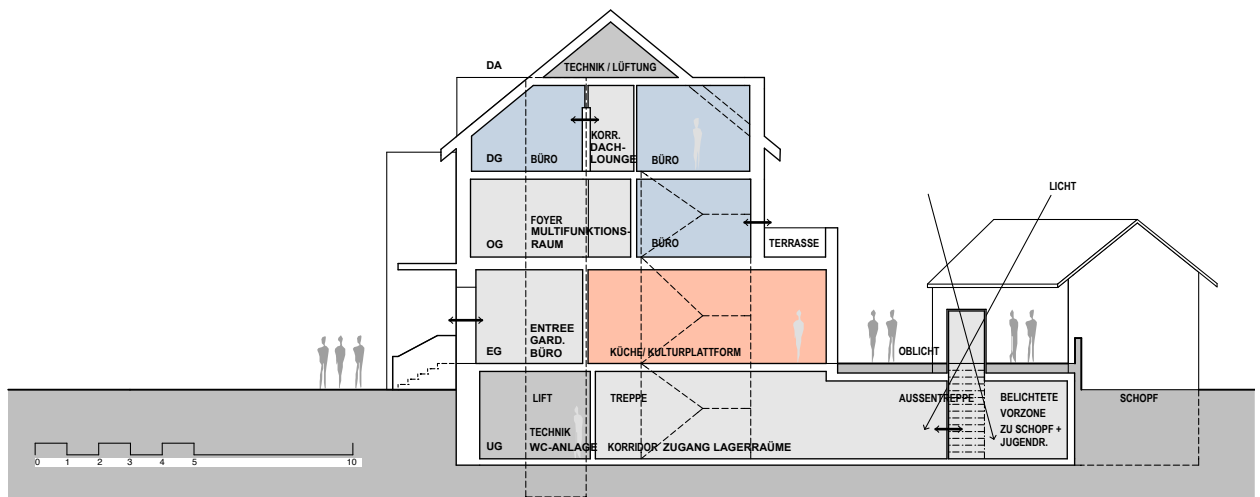 TECHNIK / LÜFTUNG
DA
KORR.
DACH-
LOUNGE
DG
BÜRO
BÜRO
LICHT
FOYER
MULTIFUNKTIONS-
RAUM
OG
BÜRO
TERRASSE
ENTREE
GARD.
BÜRO
EG
KÜCHE/ KULTURPLATTFORM
OBLICHT
LIFT
TREPPE
AUSSENTREPPE
BELICHTETE
VORZONE
ZU SCHOPF +
JUGENDR.
SCHOPF
TECHNIK
WC-ANLAGE
UG
KORRIDOR ZUGANG LAGERRAÜME
0 1 2 3 4 5 10